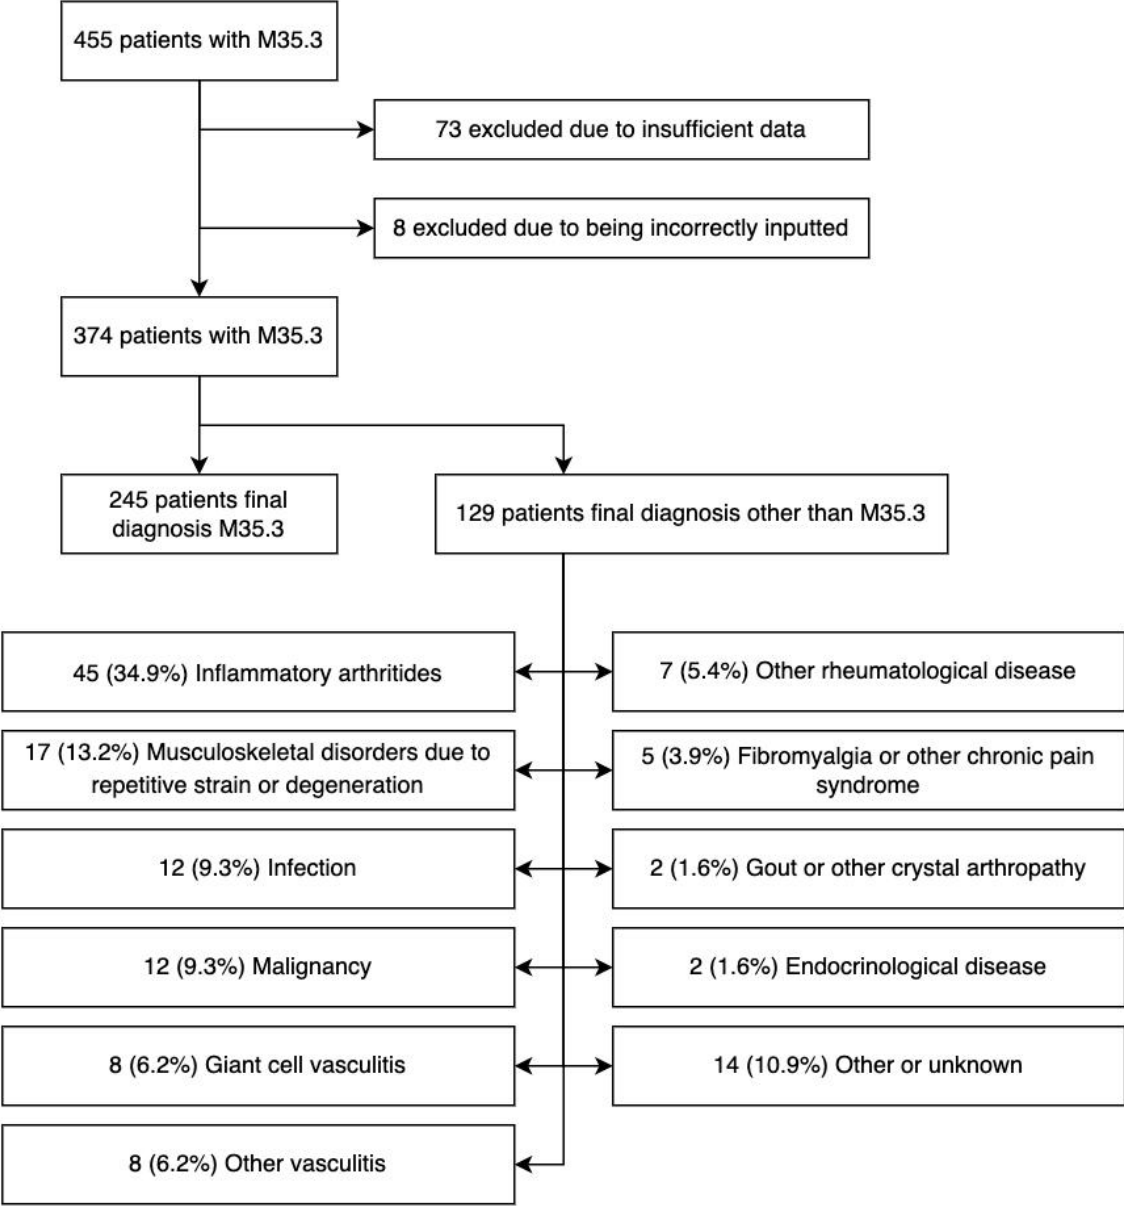 455 patients with M35.3
73 excluded due to insufficient data
8 excluded due to being incorrectly inputted
374 patients with M35.3
245 patients final
diagnosis M35.3
129 patients final diagnosis other than M35.3
45 (34.9%) Inflammatory arthritides
7 (5.4%) Other rheumatological disease
17 (13.2%) Musculoskeletal disorders due to
repetitive strain or degeneration
5 (3.9%) Fibromyalgia or other chronic pain
syndrome
12 (9.3%) Infection
2 (1.6%) Gout or other crystal arthropathy
12 (9.3%) Malignancy
2 (1.6%) Endocrinological disease
8 (6.2%) Giant cell vasculitis
14 (10.9%) Other or unknown
8 (6.2%) Other vasculitis